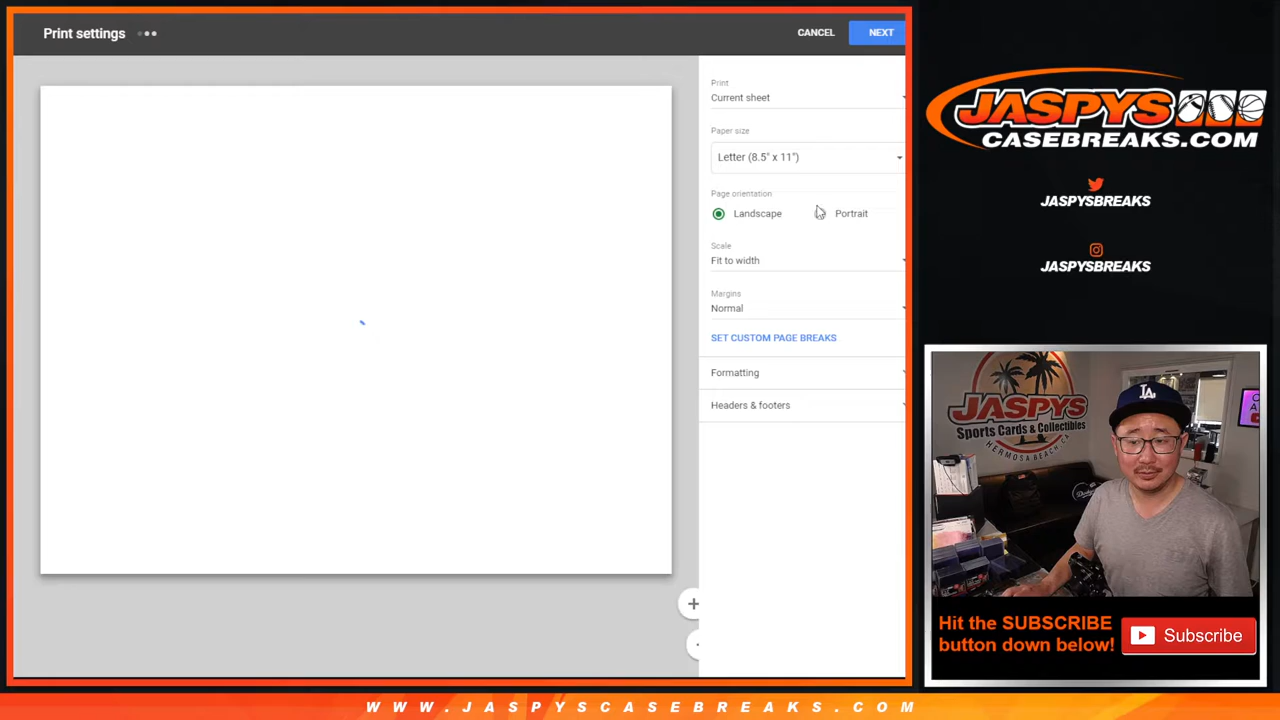 Print settings
CANCEL
NEXT
Print
Current sheet
Paper size
Letter (8.5" x 11")
Page orientation
Landscape
Portrait
Scale
Fit to width
Margins
Normal
SET CUSTOM PAGE BREAKS
Formatting
Headers & footers
JASPYS
CASEBREAKS.COM
JASPYSBREAKS
JASPYSBREAKS
JASPYS
Sports Cards & Collectibles
HERMOSA BEACH, CA
LA
Hit the SUBSCRIBE
button down below!
Subscribe
WWW.JASPYSCASEBREAKS.COM